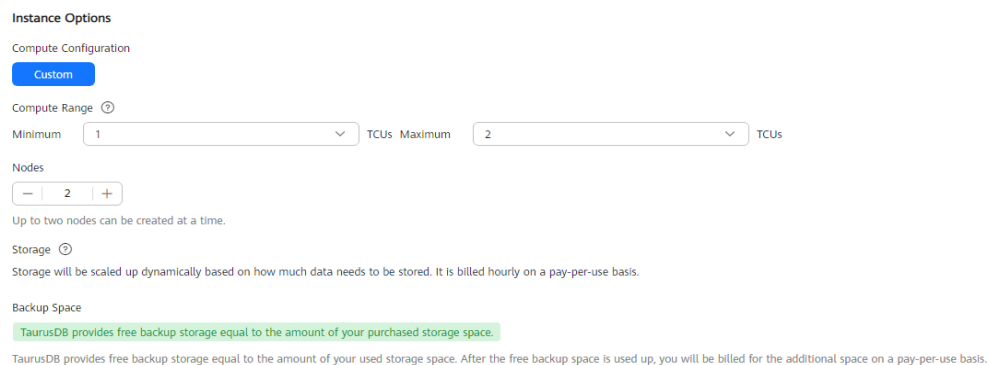 Instance Options
Compute Configuration
Custom
Compute Range ?
Minimum 1 TCUs Maximum 2 TCUs
Nodes
− 2 +
Up to two nodes can be created at a time.
Storage ?
Storage will be scaled up dynamically based on how much data needs to be stored. It is billed hourly on a pay-per-use basis.
Backup Space
TaurusDB provides free backup storage equal to the amount of your purchased storage space.
TaurusDB provides free backup storage equal to the amount of your used storage space. After the free backup space is used up, you will be billed for the additional space on a pay-per-use basis.